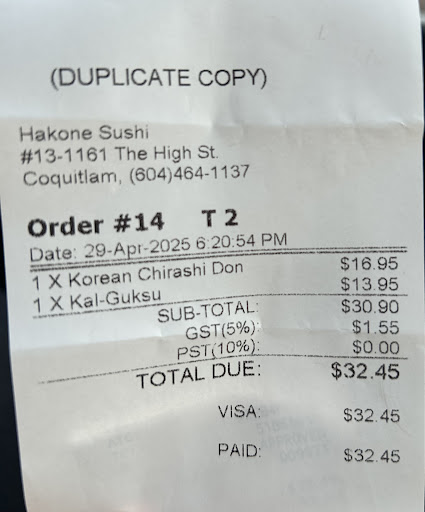 (DUPLICATE COPY)
Hakone Sushi
#13-1161 The High St.
Coquitlam, (604)464-1137
Order #14 T 2
Date: 29-Apr-2025 6:20:54 PM
1 X Korean Chirashi Don $16.95
1 X Kal-Guksu $13.95
SUB-TOTAL: $30.90
GST(5%): $1.55
PST(10%): $0.00
TOTAL DUE: $32.45
VISA: $32.45
PAID: $32.45